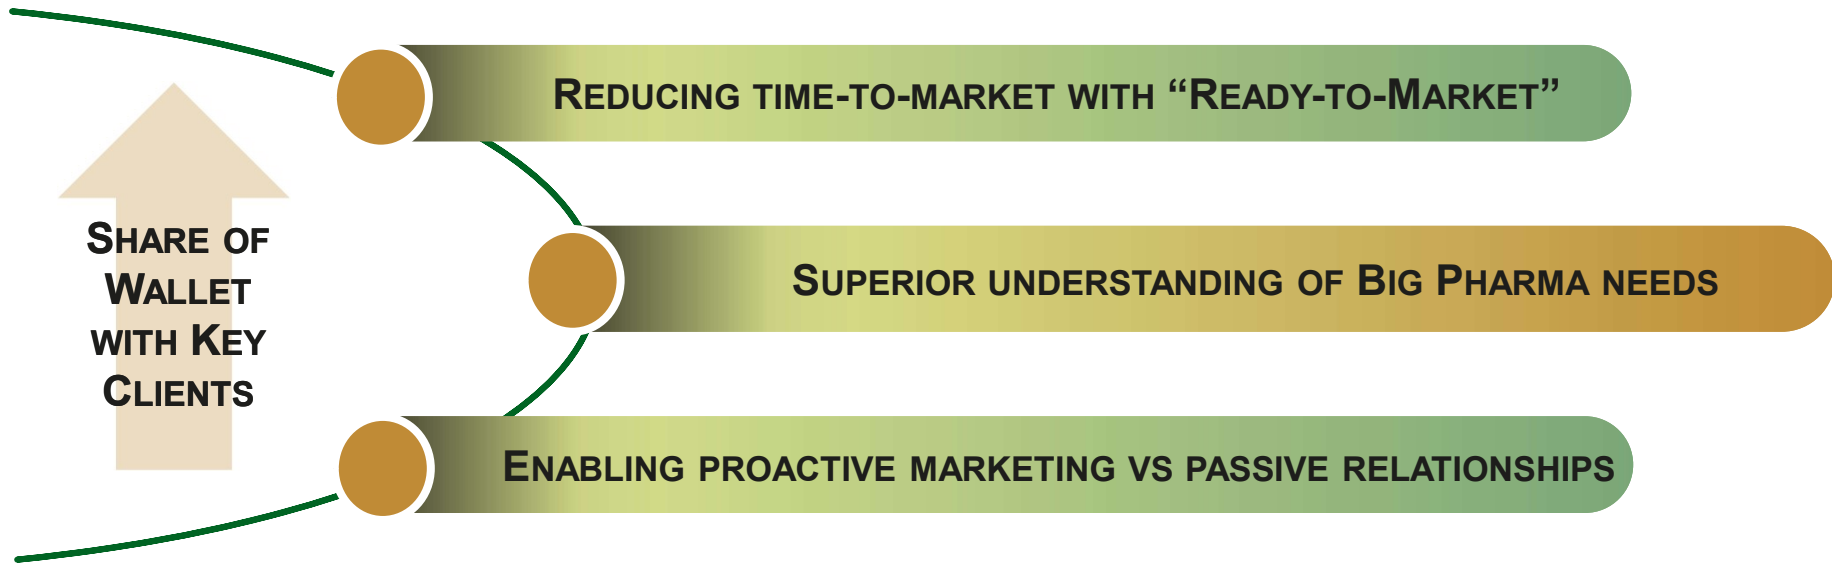 Reducing time-to-market with “Ready-to-Market”
Share of
Wallet
with Key
Clients
Superior understanding of Big Pharma needs
Enabling proactive marketing vs passive relationships